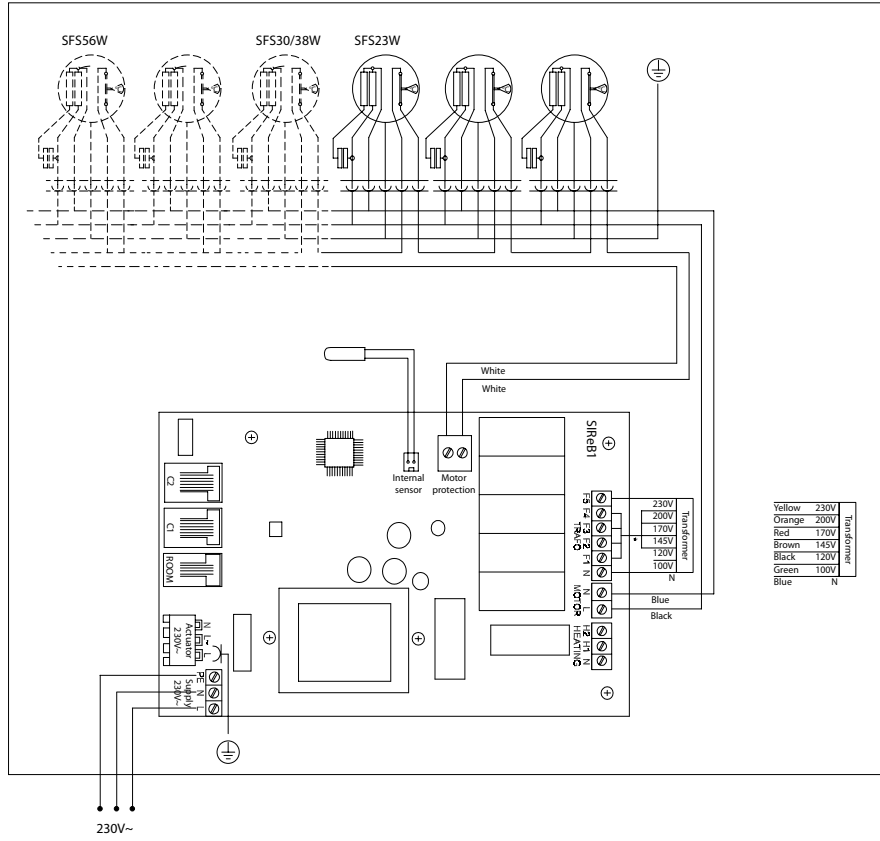 SFS56W
SFS30/38W
SFS23W
White
White
SIReB1
Internal sensor
Motor protection
C2
C1
ROOM
F5 F4 F3 F2 F1 N
TRAFO
230V
200V
170V
145V
120V
100V
N
Transformer
*
N L
MOTOR
Blue
Black
H2 H1 N
HEATING
Actuator
230V~
N L~ L
PE N L
Supply
230V~
230V~
Yellow 230V
Orange 200V
Red 170V
Brown 145V
Black 120V
Green 100V
Blue N
Transformer